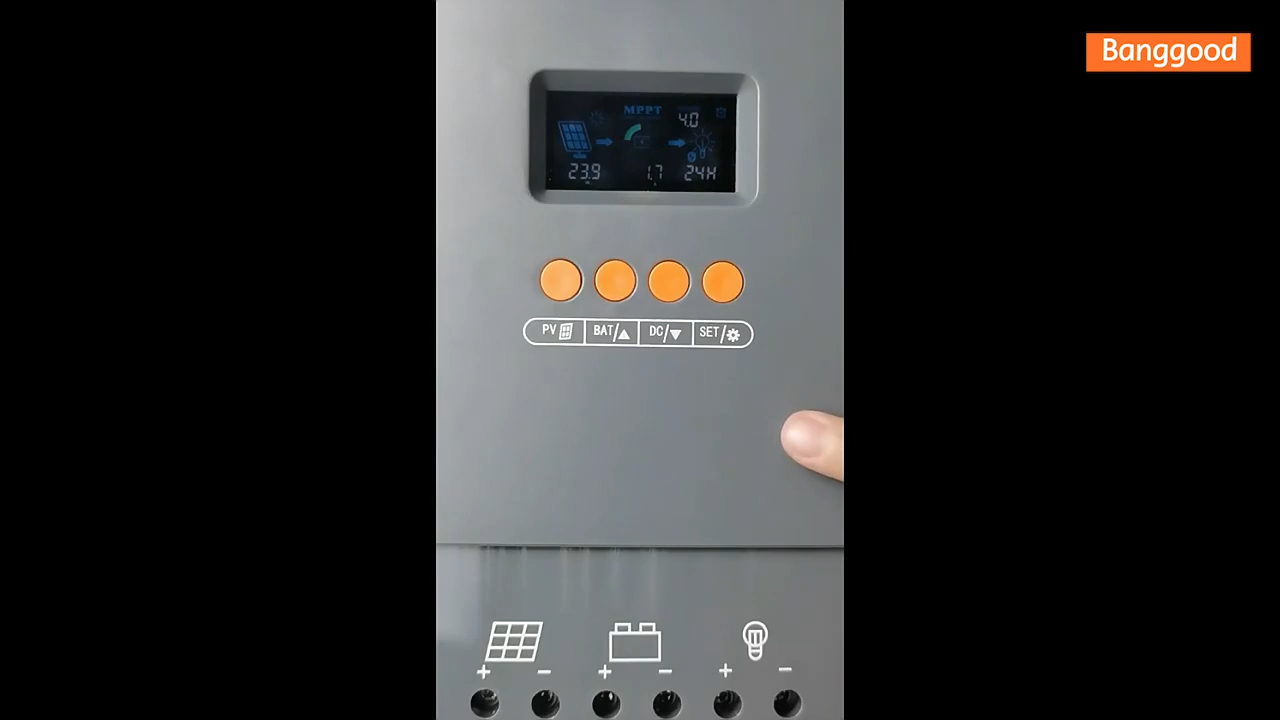 Banggood
MPPT
4.0
23.9 1.7 24H
PV BAT/ DC/ SET/
+ - + - + -